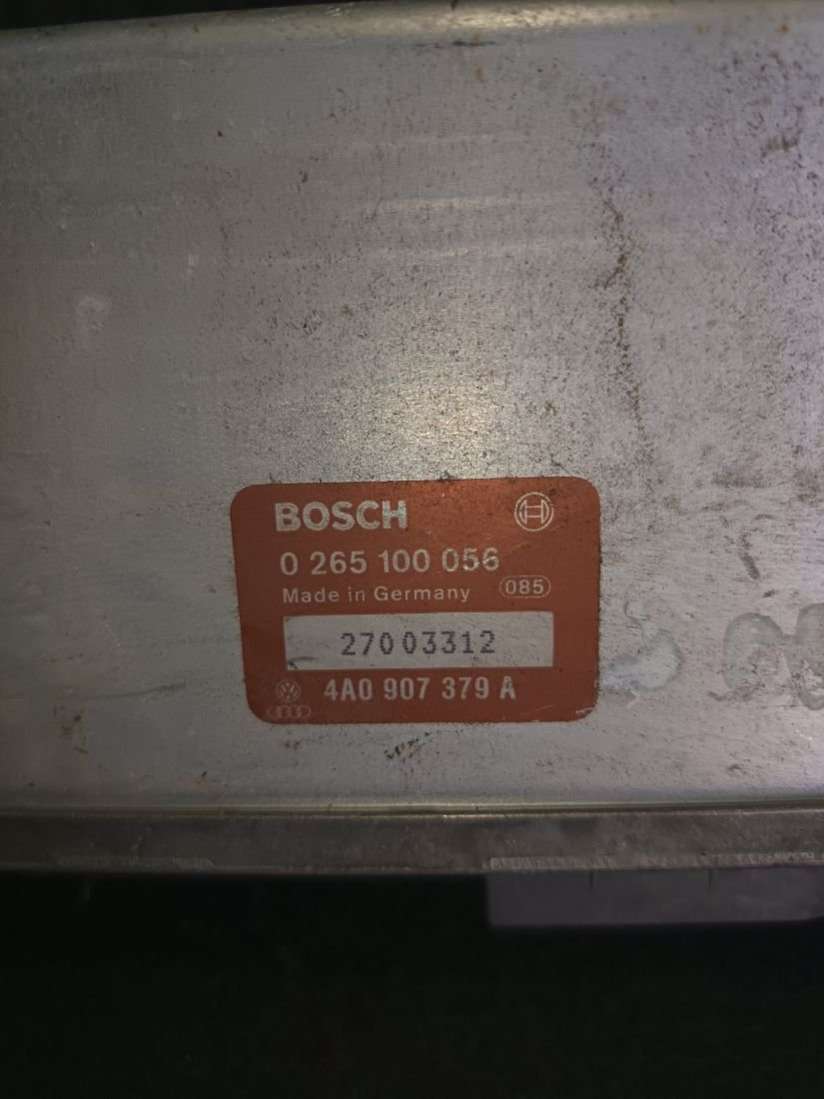 BOSCH
0 265 100 056
Made in Germany 085
27003312
4A0 907 379 A